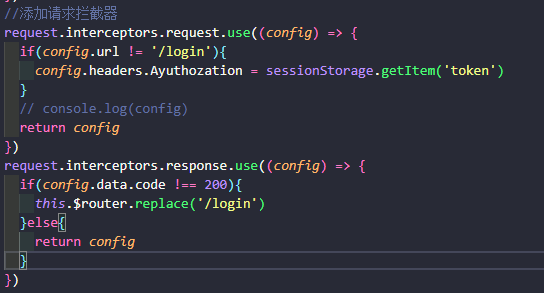 })
//添加请求拦截器
request.interceptors.request.use((config) => {
if(config.url != '/login'){
config.headers.Ayuthozation = sessionStorage.getItem('token')
}
// console.log(config)
return config
})
request.interceptors.response.use((config) => {
if(config.data.code !== 200){
this.$router.replace('/login')
}else{
return config
}
})